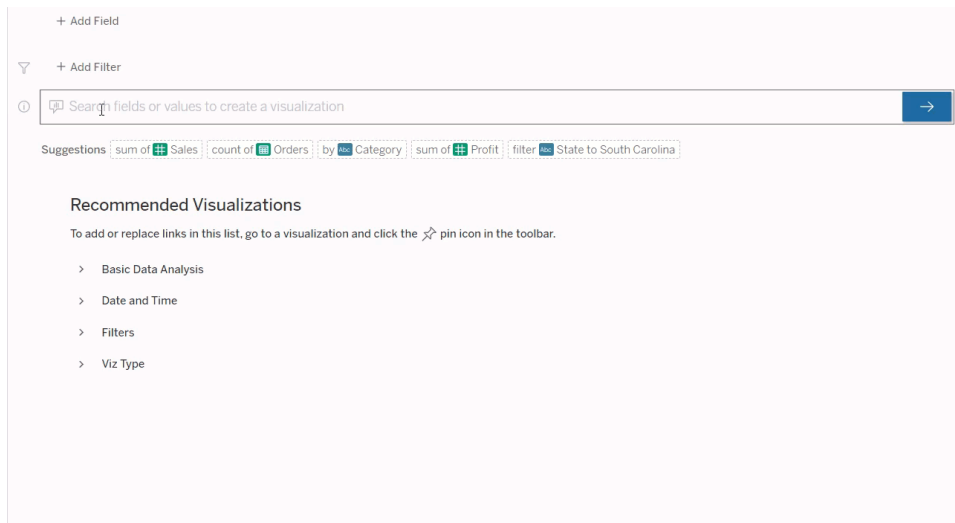 + Add Field
+ Add Filter
Search fields or values to create a visualization
Suggestions sum of # Sales count of Orders by Abc Category sum of # Profit filter Abc State to South Carolina
Recommended Visualizations
To add or replace links in this list, go to a visualization and click the pin icon in the toolbar.
> Basic Data Analysis
> Date and Time
> Filters
> Viz Type